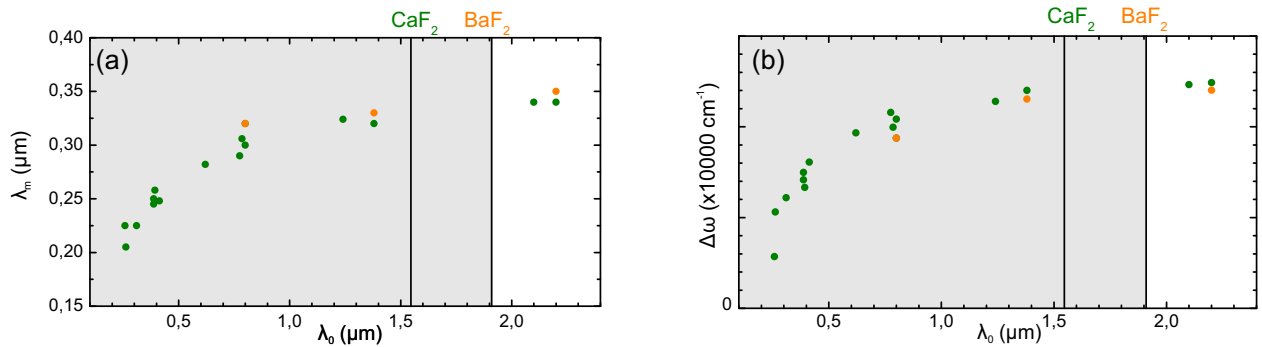 CaF₂ BaF₂
(a)
0,40
0,35
0,30
0,25
0,20
0,15
λm (µm)
0,5 1,0 1,5 2,0
λ₀ (µm)
CaF₂ BaF₂
(b)
Δω (x10000 cm⁻¹)
0
0,5 1,0 1,5 2,0
λ₀ (µm)